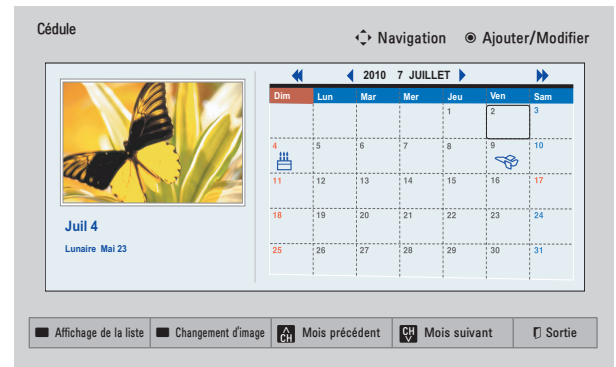 Cédule
Navigation Ajouter/Modifier
2010 7 JUILLET
Dim Lun Mar Mer Jeu Ven Sam
1 2 3
4 5 6 7 8 9 10
11 12 13 14 15 16 17
18 19 20 21 22 23 24
25 26 27 28 29 30 31
Juil 4
Lunaire Mai 23
Affichage de la liste Changement d'image CH Mois précédent CH Mois suivant Sortie